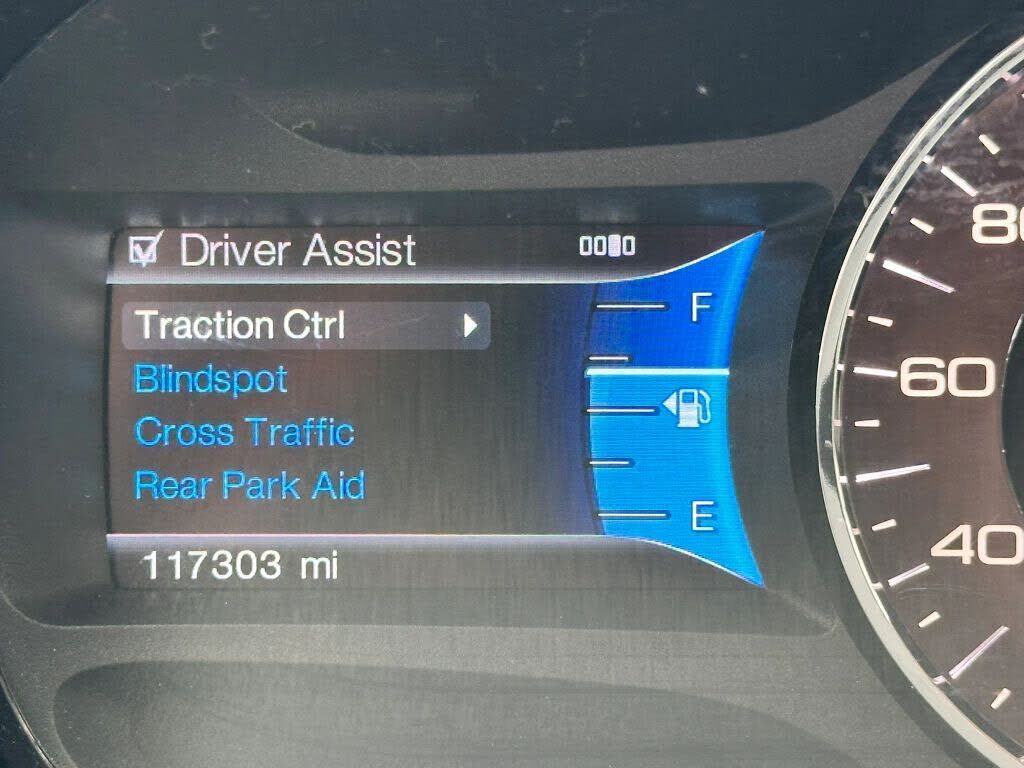 Driver Assist
Traction Ctrl
Blindspot
Cross Traffic
Rear Park Aid
117303 mi
F
E
60
40